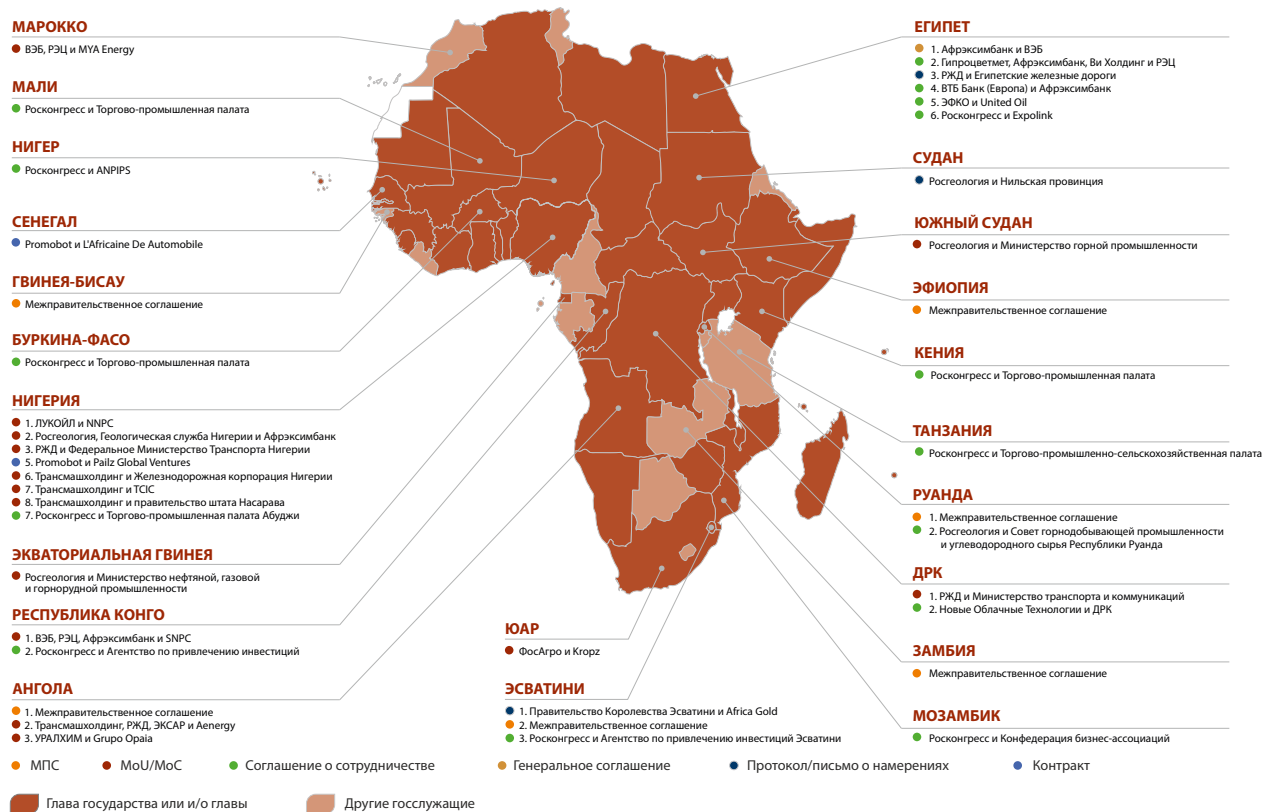 МАРОККО
ВЭБ, РЭЦ и MYA Energy
МАЛИ
Росконгресс и Торгово-промышленная палата
НИГЕР
Росконгресс и ANPIPS
СЕНЕГАЛ
Promobot и L'Africaine De Automobile
ГВИНЕЯ-БИСАУ
Межправительственное соглашение
БУРКИНА-ФАСО
Росконгресс и Торгово-промышленная палата
НИГЕРИЯ
1. ЛУКОЙЛ и NNPC
2. Росгеология, Геологическая служба Нигерии и Афрэксимбанк
3. РЖД и Федеральное Министерство Транспорта Нигерии
5. Promobot и Pailz Global Ventures
6. Трансмашхолдинг и Железнодорожная корпорация Нигерии
7. Трансмашхолдинг и TCIC
8. Трансмашхолдинг и правительство штата Насарава
7. Росконгресс и Торгово-промышленная палата Абуджи
ЭКВАТОРИАЛЬНАЯ ГВИНЕЯ
Росгеология и Министерство нефтяной, газовой
и горнорудной промышленности
РЕСПУБЛИКА КОНГО
1. ВЭБ, РЭЦ, Афрэксимбанк и SNPC
2. Росконгресс и Агентство по привлечению инвестиций
АНГОЛА
1. Межправительственное соглашение
2. Трансмашхолдинг, РЖД, ЭКСАР и Aenergy
3. УРАЛХИМ и Grupo Opaia
ЮАР
ФосАгро и Kropz
ЭСВАТИНИ
1. Правительство Королевства Эсватини и Africa Gold
2. Межправительственное соглашение
3. Росконгресс и Агентство по привлечению инвестиций Эсватини
ЕГИПЕТ
1. Афрэксимбанк и ВЭБ
2. Гипроцветмет, Афрэксимбанк, Ви Холдинг и РЭЦ
3. РЖД и Египетские железные дороги
4. ВТБ Банк (Европа) и Афрэксимбанк
5. ЭФКО и United Oil
6. Росконгресс и Expolink
СУДАН
Росгеология и Нильская провинция
ЮЖНЫЙ СУДАН
Росгеология и Министерство горной промышленности
ЭФИОПИЯ
Межправительственное соглашение
КЕНИЯ
Росконгресс и Торгово-промышленная палата
ТАНЗАНИЯ
Росконгресс и Торгово-промышленно-сельскохозяйственная палата
РУАНДА
1. Межправительственное соглашение
2. Росгеология и Совет горнодобывающей промышленности
и углеводородного сырья Республики Руанда
ДРК
1. РЖД и Министерство транспорта и коммуникаций
2. Новые Облачные Технологии и ДРК
ЗАМБИЯ
Межправительственное соглашение
МОЗАМБИК
Росконгресс и Конфедерация бизнес-ассоциаций
МПС MoU/MoC Соглашение о сотрудничестве Генеральное соглашение Протокол/письмо о намерениях Контракт
Глава государства или и/о главы Другие госслужащие